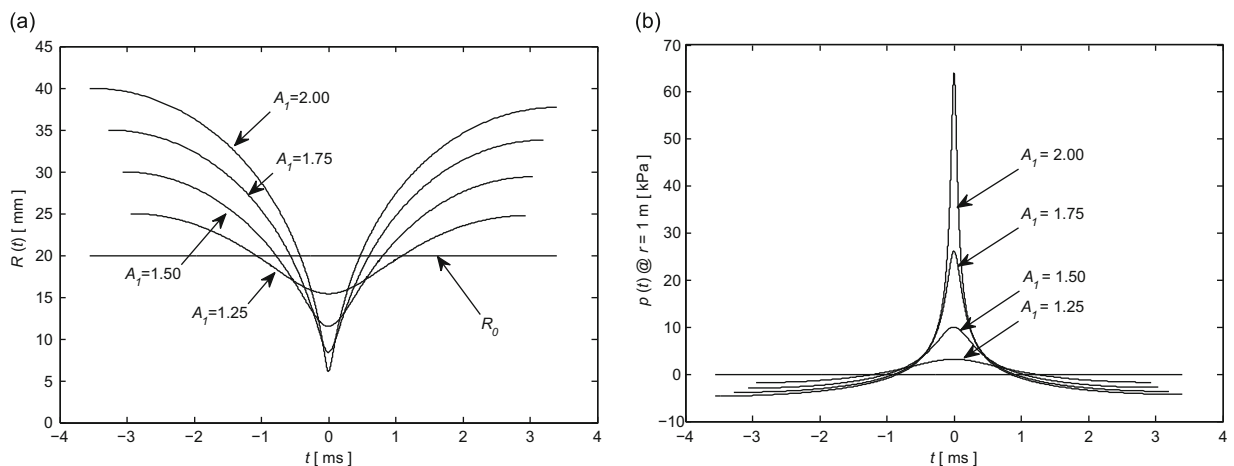 (a)
45
40
35
30
25
20
15
10
5
0
R (t) [ mm ]
A1=2.00
A1=1.75
A1=1.50
A1=1.25
R0
−4
−3
−2
−1
0
1
2
3
4
t [ ms ]
(b)
70
60
50
40
30
20
10
0
−10
p (t) @ r = 1 m [ kPa ]
A1 = 2.00
A1 = 1.75
A1 = 1.50
A1 = 1.25
−4
−3
−2
−1
0
1
2
3
4
t [ ms ]